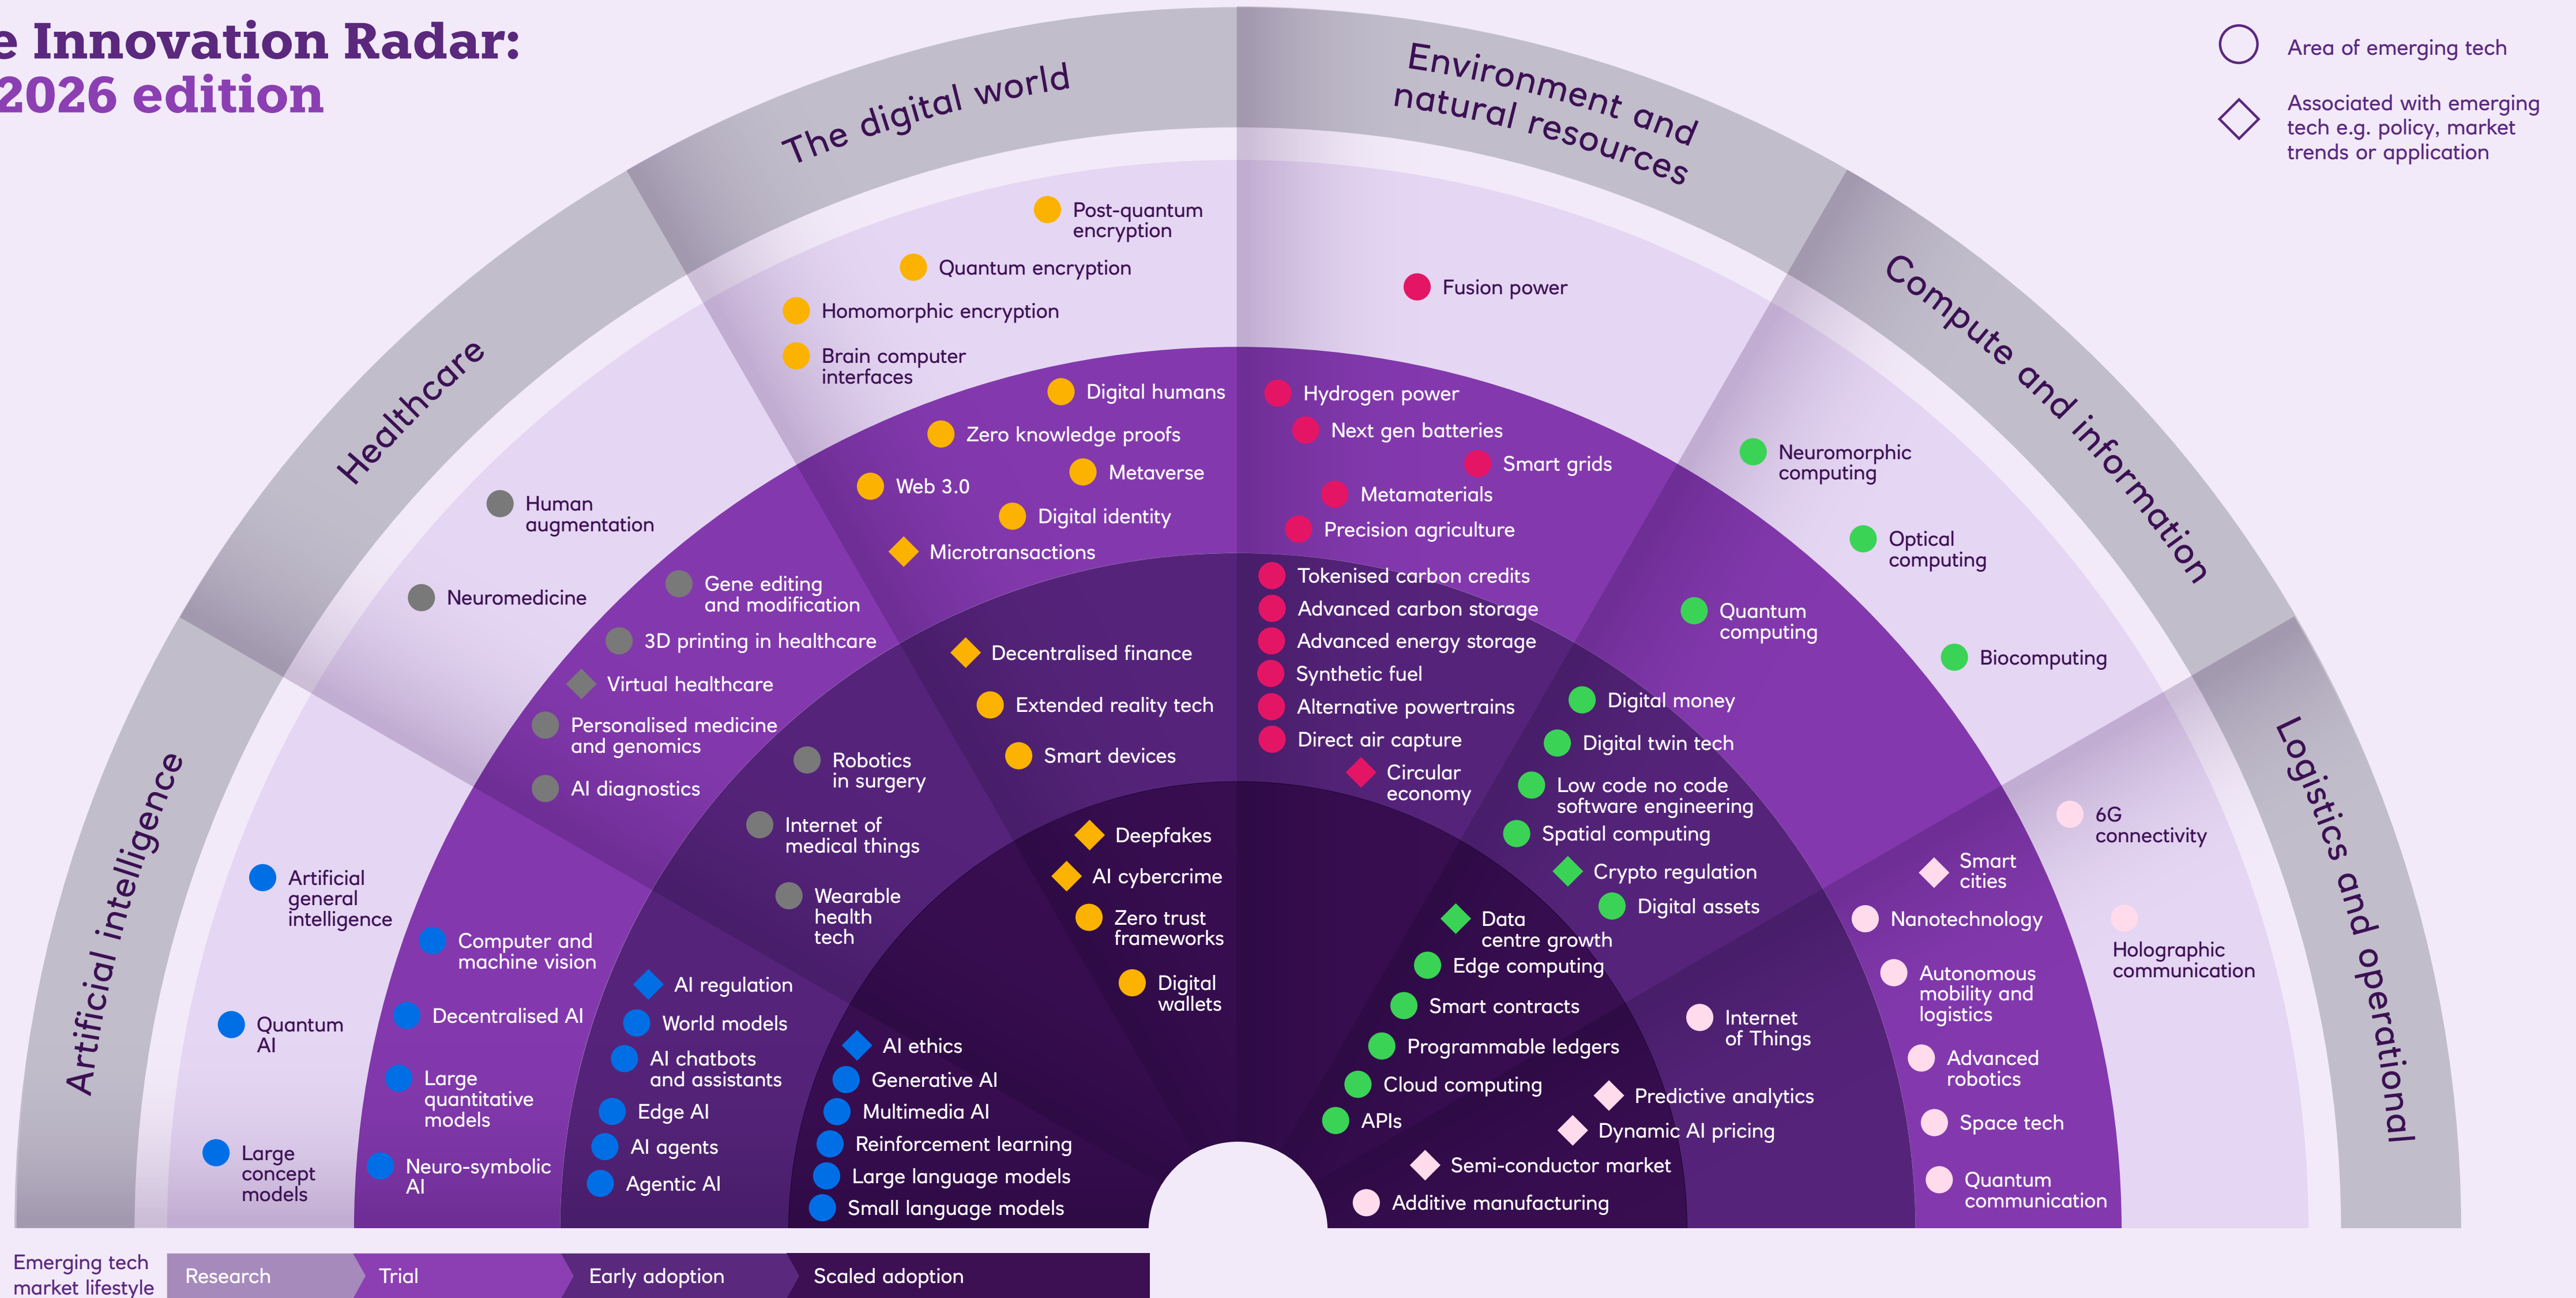 e Innovation Radar:
2026 edition
Area of emerging tech
Associated with emerging
tech e.g. policy, market
trends or application
Artificial intelligence
Healthcare
The digital world
Environment and
natural resources
Compute and information
Logistics and operational
Artificial
general
intelligence
Quantum
AI
Large
concept
models
Computer and
machine vision
Decentralised AI
Large
quantitative
models
Neuro-symbolic
AI
AI regulation
World models
AI chatbots
and assistants
Edge AI
AI agents
Agentic AI
AI ethics
Generative AI
Multimedia AI
Reinforcement learning
Large language models
Small language models
Human
augmentation
Neuromedicine
Gene editing
and modification
3D printing in healthcare
Virtual healthcare
Personalised medicine
and genomics
AI diagnostics
Robotics
in surgery
Internet of
medical things
Wearable
health
tech
Post-quantum
encryption
Quantum encryption
Homomorphic encryption
Brain computer
interfaces
Digital humans
Zero knowledge proofs
Metaverse
Web 3.0
Digital identity
Microtransactions
Decentralised finance
Extended reality tech
Smart devices
Deepfakes
AI cybercrime
Zero trust
frameworks
Digital
wallets
Fusion power
Hydrogen power
Next gen batteries
Smart grids
Metamaterials
Precision agriculture
Tokenised carbon credits
Advanced carbon storage
Advanced energy storage
Synthetic fuel
Alternative powertrains
Direct air capture
Circular
economy
Neuromorphic
computing
Optical
computing
Biocomputing
Quantum
computing
Digital money
Digital twin tech
Low code no code
software engineering
Spatial computing
Crypto regulation
Digital assets
Data
centre growth
Edge computing
Smart contracts
Programmable ledgers
Cloud computing
APIs
6G
connectivity
Holographic
communication
Smart
cities
Nanotechnology
Autonomous
mobility and
logistics
Advanced
robotics
Space tech
Quantum
communication
Internet
of Things
Predictive analytics
Dynamic AI pricing
Semi-conductor market
Additive manufacturing
Emerging tech
market lifestyle
Research
Trial
Early adoption
Scaled adoption